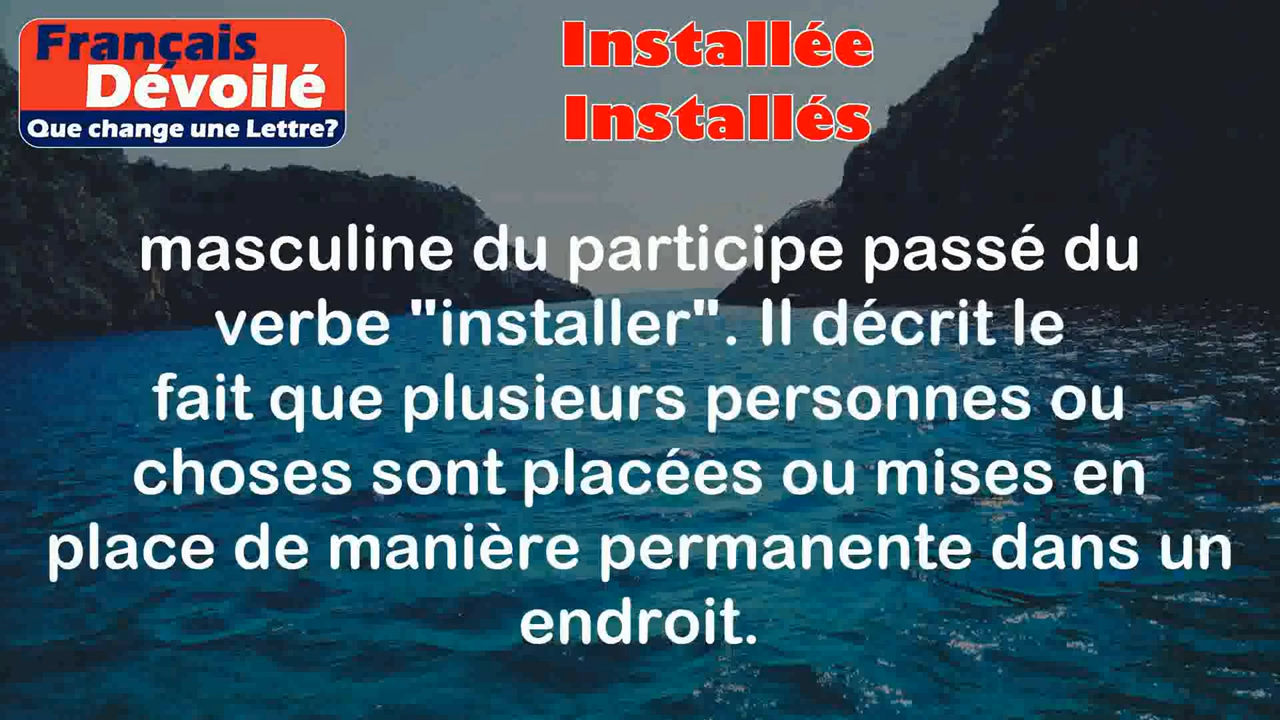 Français
Dévoilé
Que change une Lettre?
Installée
Installés
masculine du participe passé du
verbe "installer". Il décrit le
fait que plusieurs personnes ou
choses sont placées ou mises en
place de manière permanente dans un
endroit.